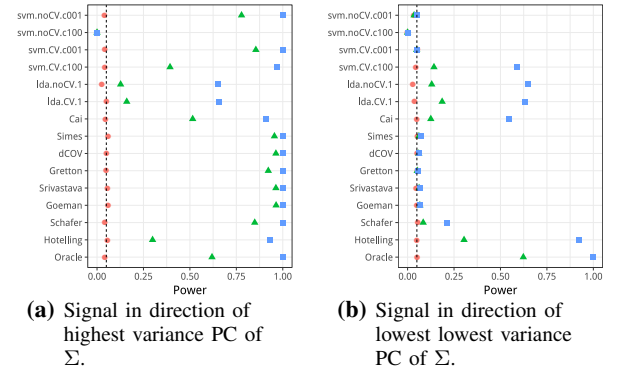 svm.noCV.c001
svm.noCV.c100
svm.CV.c001
svm.CV.c100
lda.noCV.1
lda.CV.1
Cai
Simes
dCOV
Gretton
Srivastava
Goeman
Schafer
Hotelling
Oracle
0.00 0.25 0.50 0.75 1.00
Power
(a) Signal in direction of
highest variance PC of
Σ.
svm.noCV.c001
svm.noCV.c100
svm.CV.c001
svm.CV.c100
lda.noCV.1
lda.CV.1
Cai
Simes
dCOV
Gretton
Srivastava
Goeman
Schafer
Hotelling
Oracle
0.00 0.25 0.50 0.75 1.00
Power
(b) Signal in direction of
lowest lowest variance
PC of Σ.